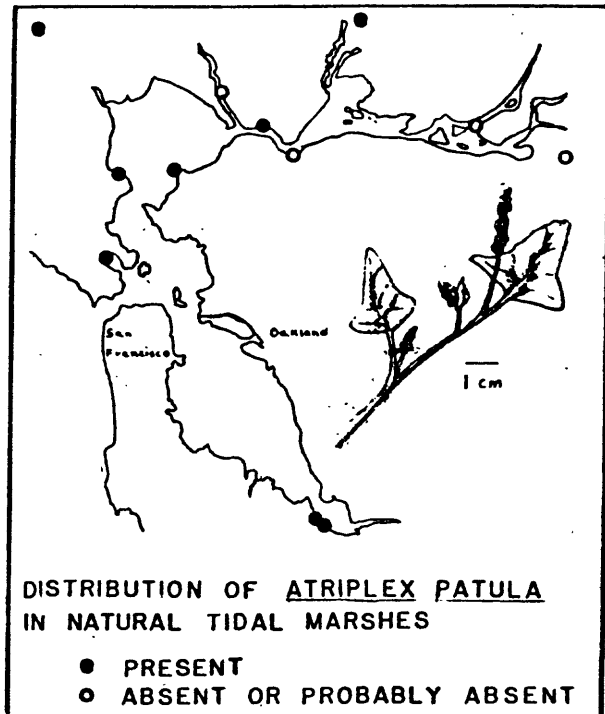 San
Francisco
Oakland
1 cm
DISTRIBUTION OF ATRIPLEX PATULA
IN NATURAL TIDAL MARSHES
PRESENT
ABSENT OR PROBABLY ABSENT